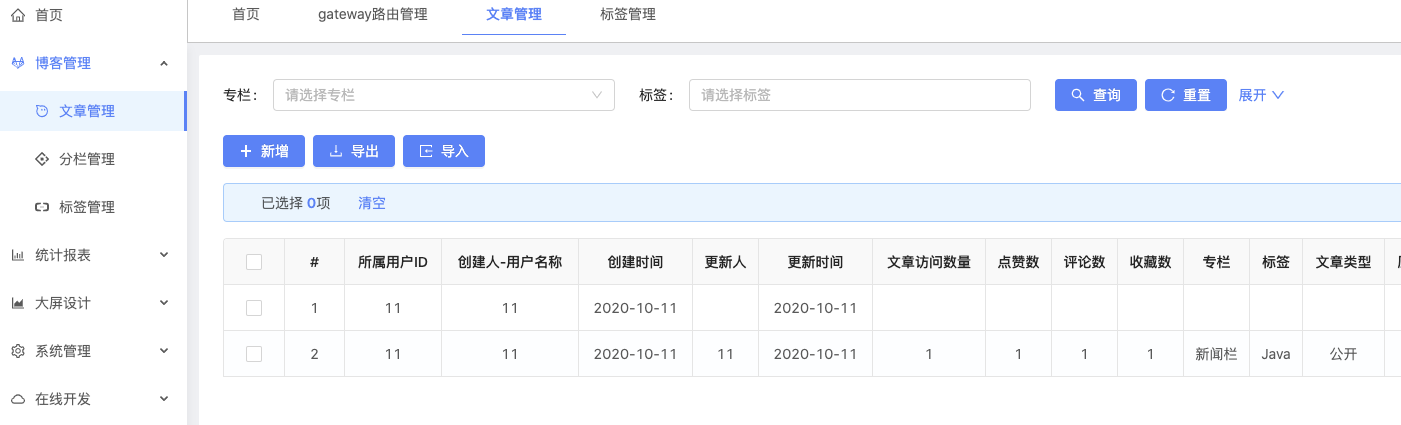 首页
博客管理
文章管理
分栏管理
标签管理
统计报表
大屏设计
系统管理
在线开发
首页 gateway路由管理 文章管理 标签管理
专栏： 请选择专栏 标签： 请选择标签 查询 重置 展开
新增 导出 导入
已选择 0项 清空
# 所属用户ID 创建人-用户名称 创建时间 更新人 更新时间 文章访问数量 点赞数 评论数 收藏数 专栏 标签 文章类型
1 11 11 2020-10-11 2020-10-11
2 11 11 2020-10-11 11 2020-10-11 1 1 1 1 新闻栏 Java 公开